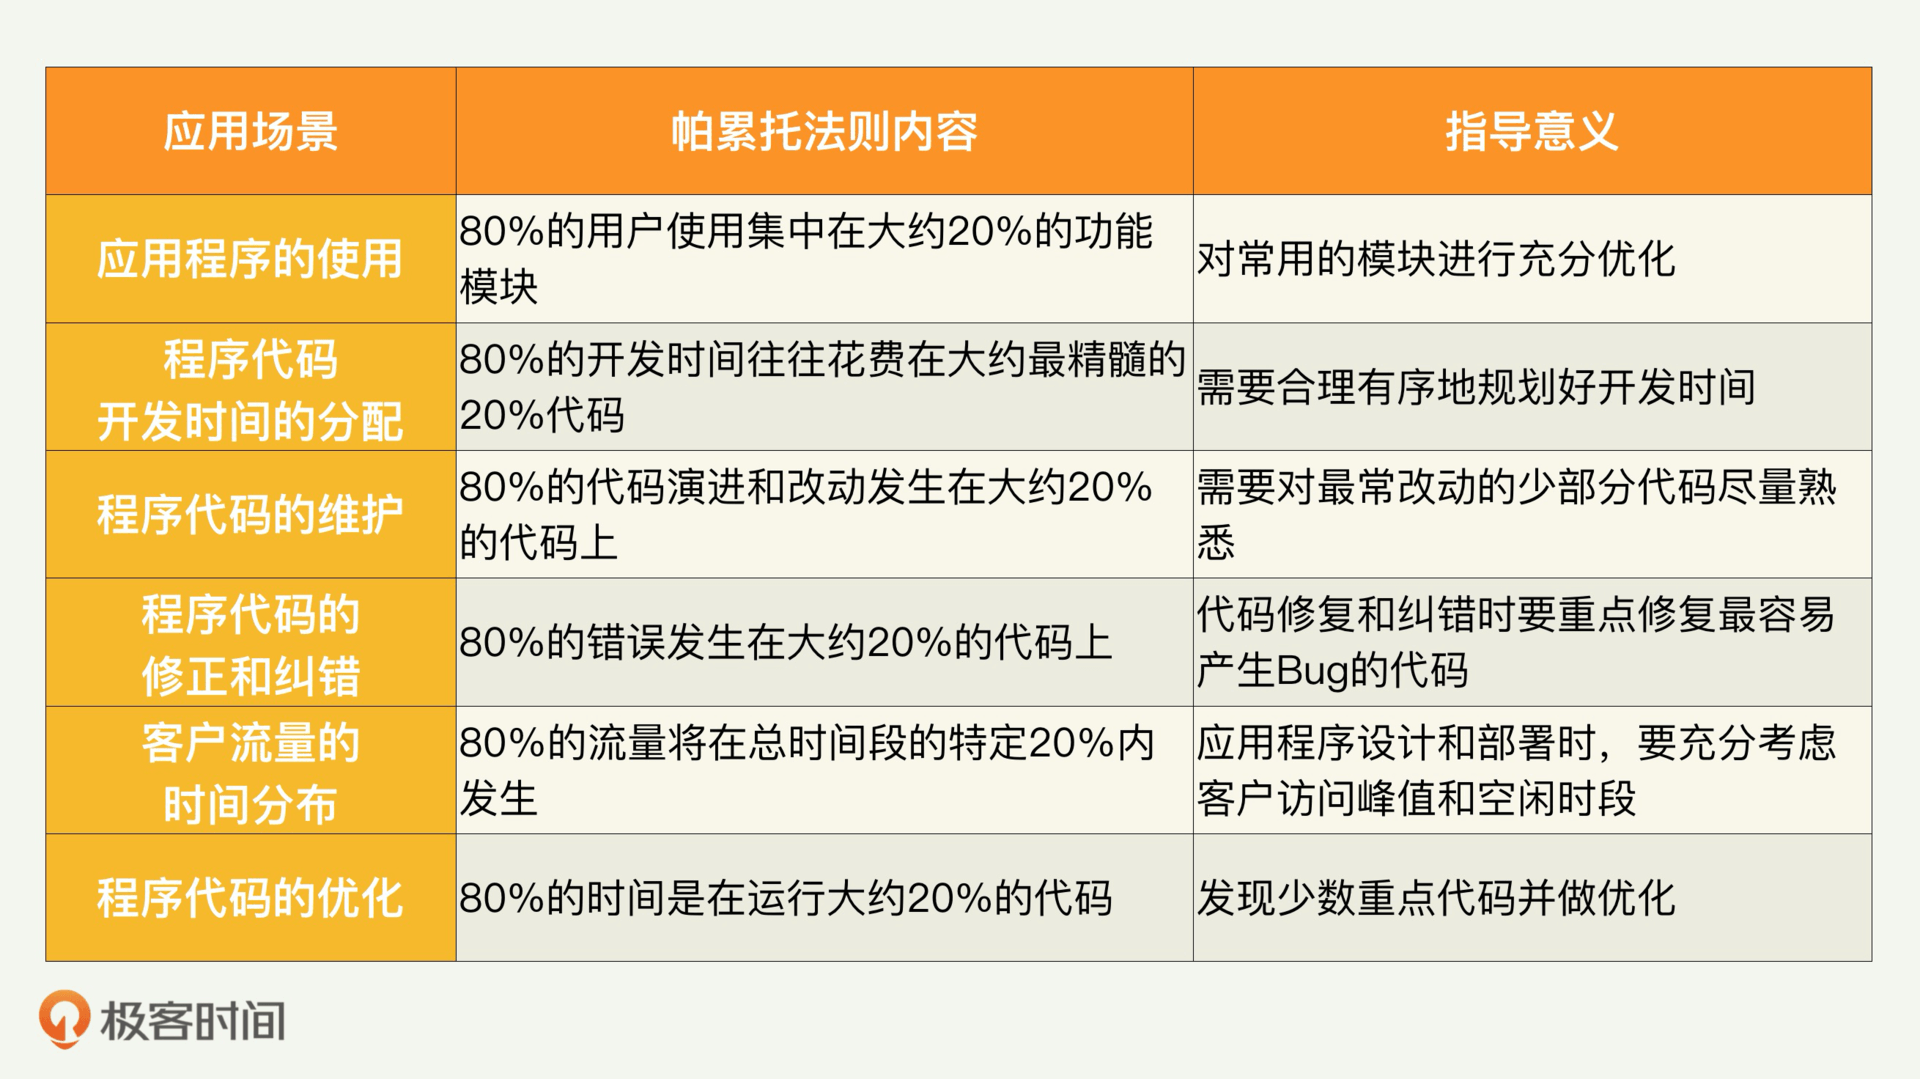 应用场景
帕累托法则内容
指导意义
应用程序的使用
80%的用户使用集中在大约20%的功能
模块
对常用的模块进行充分优化
程序代码
开发时间的分配
80%的开发时间往往花费在大约最精髓的
20%代码
需要合理有序地规划好开发时间
程序代码的维护
80%的代码演进和改动发生在大约20%
的代码上
需要对最常改动的少部分代码尽量熟
悉
程序代码的
修正和纠错
80%的错误发生在大约20%的代码上
代码修复和纠错时要重点修复最容易
产生Bug的代码
客户流量的
时间分布
80%的流量将在总时间段的特定20%内
发生
应用程序设计和部署时，要充分考虑
客户访问峰值和空闲时段
程序代码的优化
80%的时间是在运行大约20%的代码
发现少数重点代码并做优化
极客时间